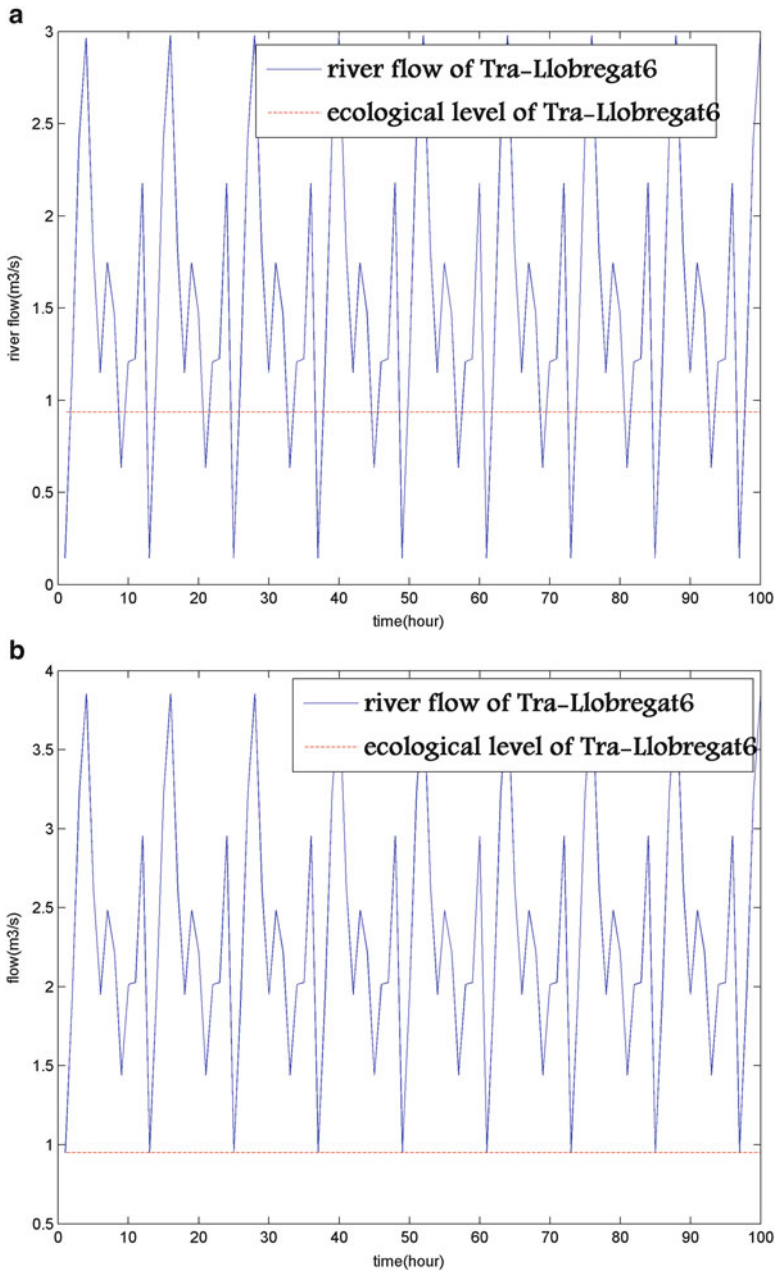 a
river flow of Tra-Llobregat6
ecological level of Tra-Llobregat6
3
2.5
2
1.5
1
0.5
0
river flow(m3/s)
0 10 20 30 40 50 60 70 80 90 100
time(hour)
b
river flow of Tra-Llobregat6
ecological level of Tra-Llobregat6
4
3.5
3
2.5
2
1.5
1
0.5
flow(m3/s)
0 10 20 30 40 50 60 70 80 90 100
time(hour)